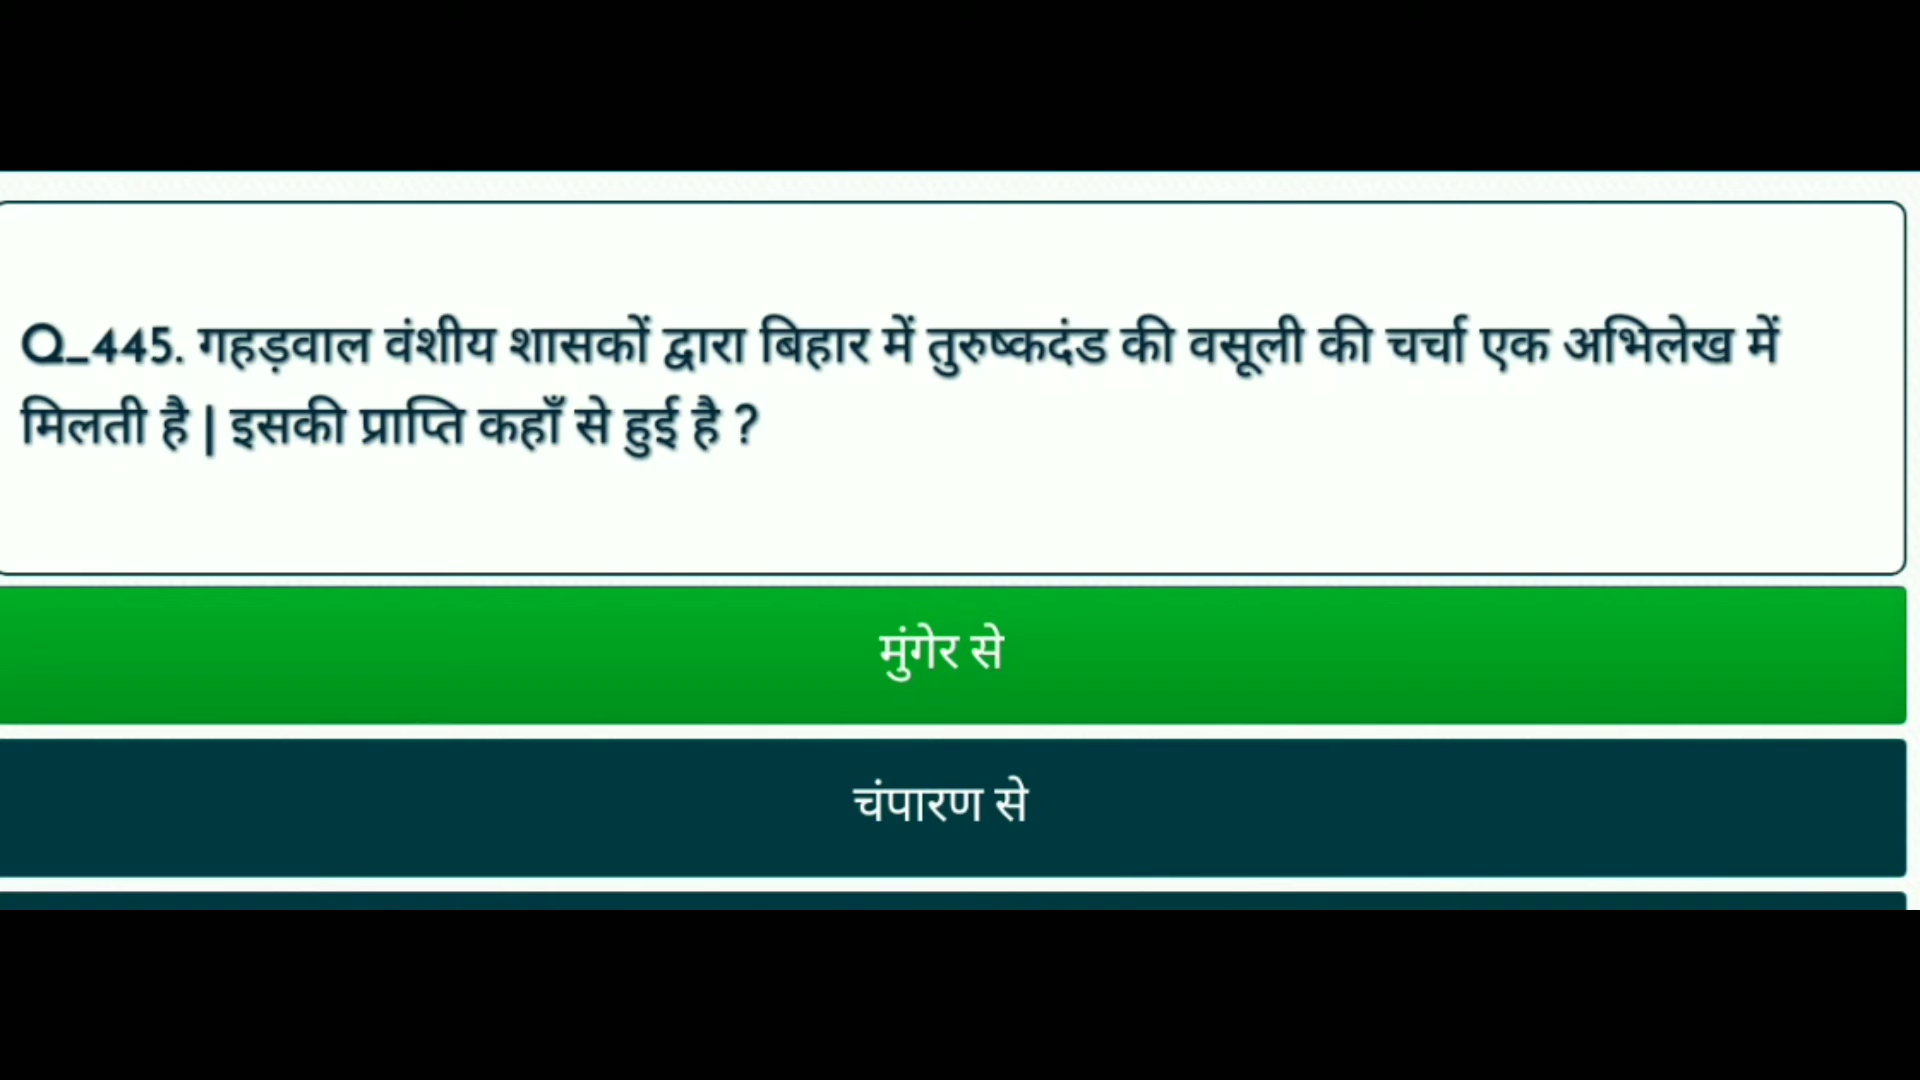 Q_445. गहड़वाल वंशीय शासकों द्वारा बिहार में तुरुष्कदंड की वसूली की चर्चा एक अभिलेख में
मिलती है | इसकी प्राप्ति कहाँ से हुई है ?
मुंगेर से
चंपारण से